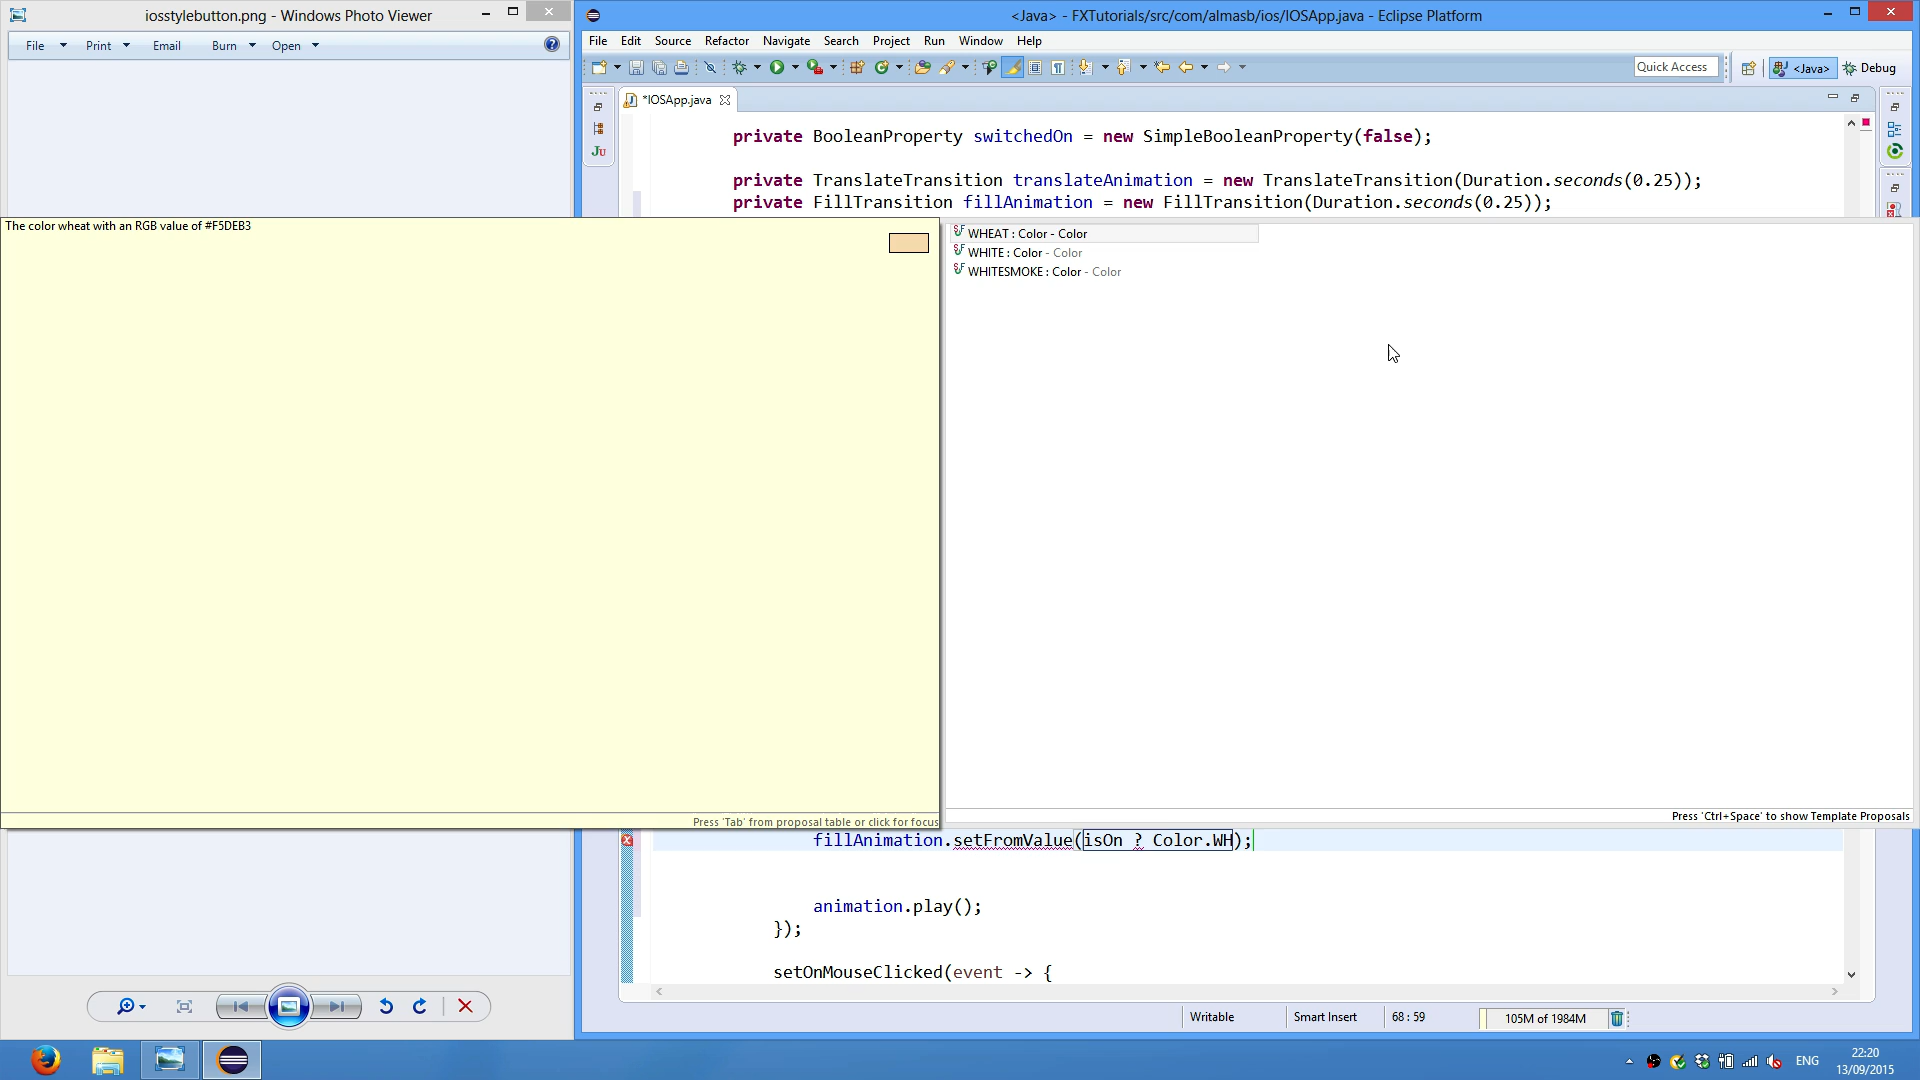 iosstylebutton.png - Windows Photo Viewer
File Print Email Burn Open
<Java> - FXTutorials/src/com/almasb/ios/IOSApp.java - Eclipse Platform
File Edit Source Refactor Navigate Search Project Run Window Help
Quick Access
<Java>
Debug
*IOSApp.java
JU
private BooleanProperty switchedOn = new SimpleBooleanProperty(false);
private TranslateTransition translateAnimation = new TranslateTransition(Duration.seconds(0.25));
private FillTransition fillAnimation = new FillTransition(Duration.seconds(0.25));
The color wheat with an RGB value of #F5DEB3
Press 'Tab' from proposal table or click for focus
WHEAT : Color - Color
WHITE : Color - Color
WHITESMOKE : Color - Color
Press 'Ctrl+Space' to show Template Proposals
fillAnimation.setFromValue(isOn ? Color.WH);
animation.play();
});
setOnMouseClicked(event -> {
Writable
Smart Insert
68 : 59
105M of 1984M
ENG
22:20
13/09/2015